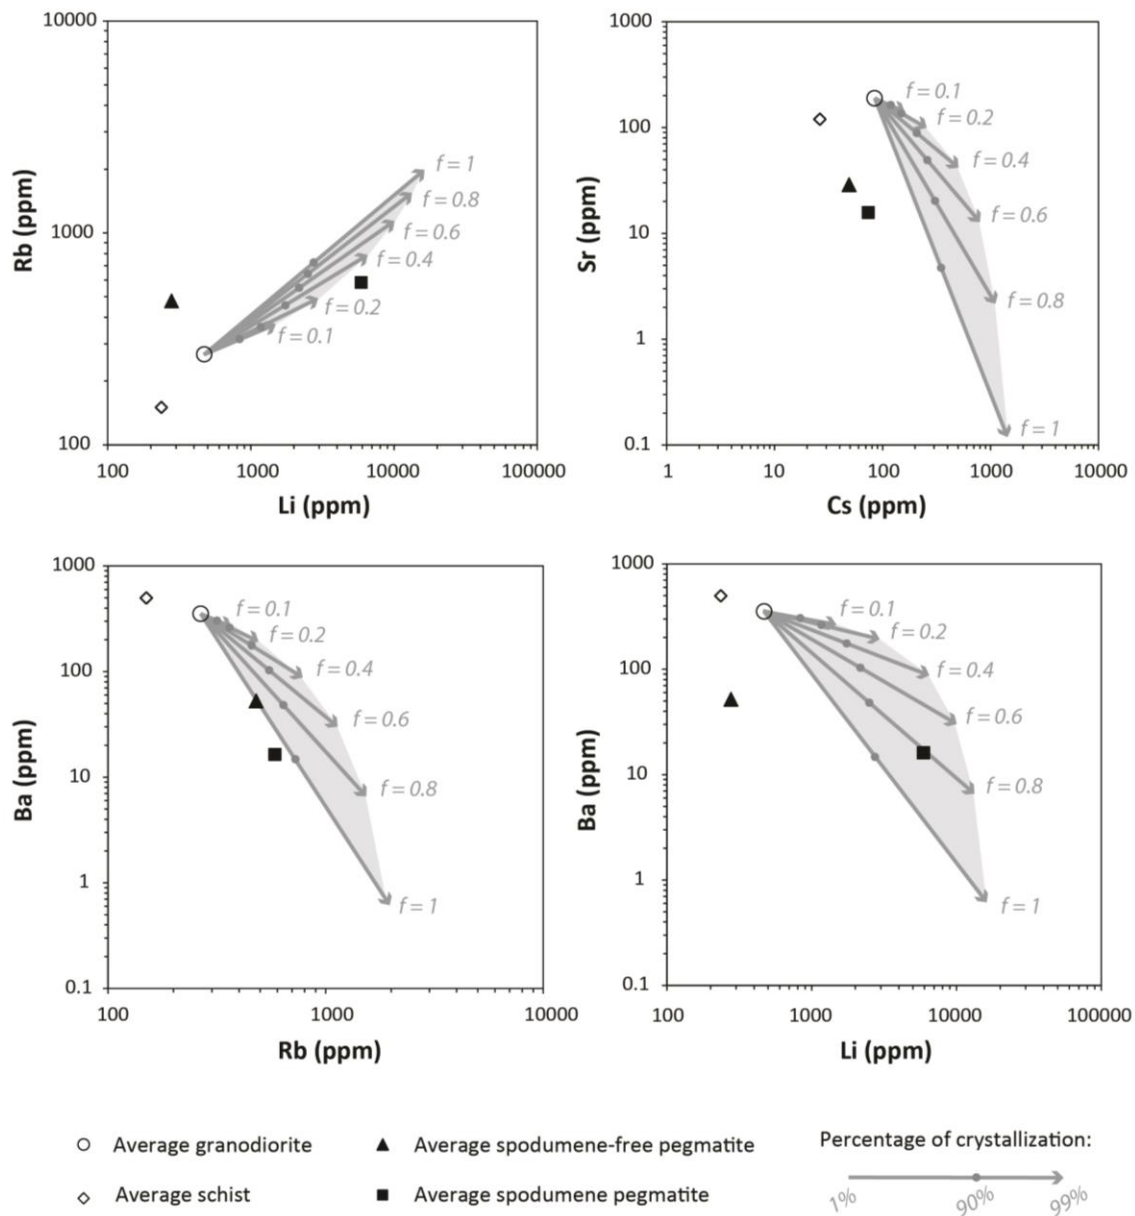 10000
1000
100
Rb (ppm)
f = 1
f = 0.8
f = 0.6
f = 0.4
f = 0.2
f = 0.1
100 1000 10000 100000
Li (ppm)
1000
100
10
1
0.1
Sr (ppm)
f = 0.1
f = 0.2
f = 0.4
f = 0.6
f = 0.8
f = 1
1 10 100 1000 10000
Cs (ppm)
1000
100
10
1
0.1
Ba (ppm)
f = 0.1
f = 0.2
f = 0.4
f = 0.6
f = 0.8
f = 1
100 1000 10000
Rb (ppm)
1000
100
10
1
0.1
Ba (ppm)
f = 0.1
f = 0.2
f = 0.4
f = 0.6
f = 0.8
f = 1
100 1000 10000 100000
Li (ppm)
Average granodiorite
Average spodumene-free pegmatite
Percentage of crystallization:
Average schist
Average spodumene pegmatite
1% 90% 99%